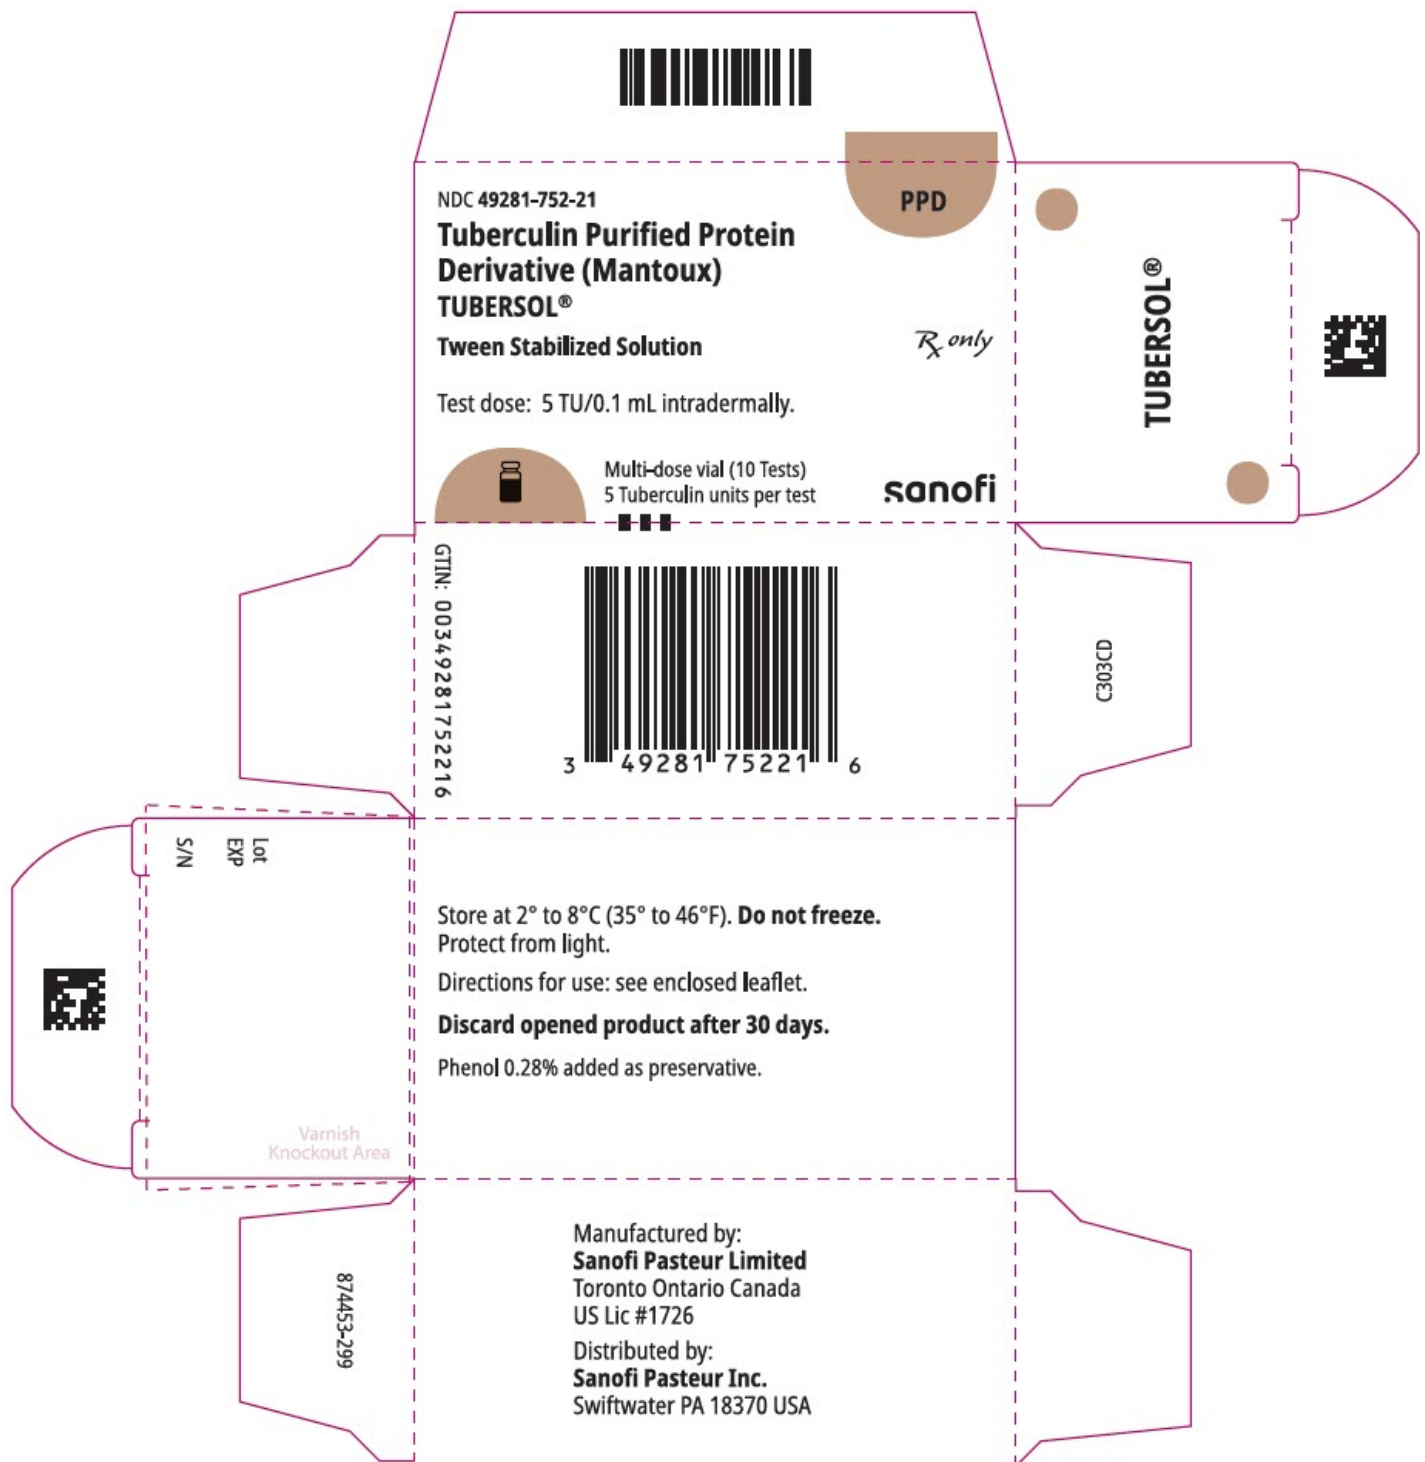 PPD
NDC 49281-752-21
Tuberculin Purified Protein
Derivative (Mantoux)
TUBERSOL®
Tween Stabilized Solution
Rx only
Test dose: 5 TU/0.1 mL intradermally.
Multi-dose vial (10 Tests)
5 Tuberculin units per test
sanofi
TUBERSOL®
GTIN: 00349281752216
3 49281 75221 6
C303CD
Lot
EXP
S/N
Varnish
Knockout Area
Store at 2° to 8°C (35° to 46°F). Do not freeze.
Protect from light.
Directions for use: see enclosed leaflet.
Discard opened product after 30 days.
Phenol 0.28% added as preservative.
874453-299
Manufactured by:
Sanofi Pasteur Limited
Toronto Ontario Canada
US Lic #1726
Distributed by:
Sanofi Pasteur Inc.
Swiftwater PA 18370 USA